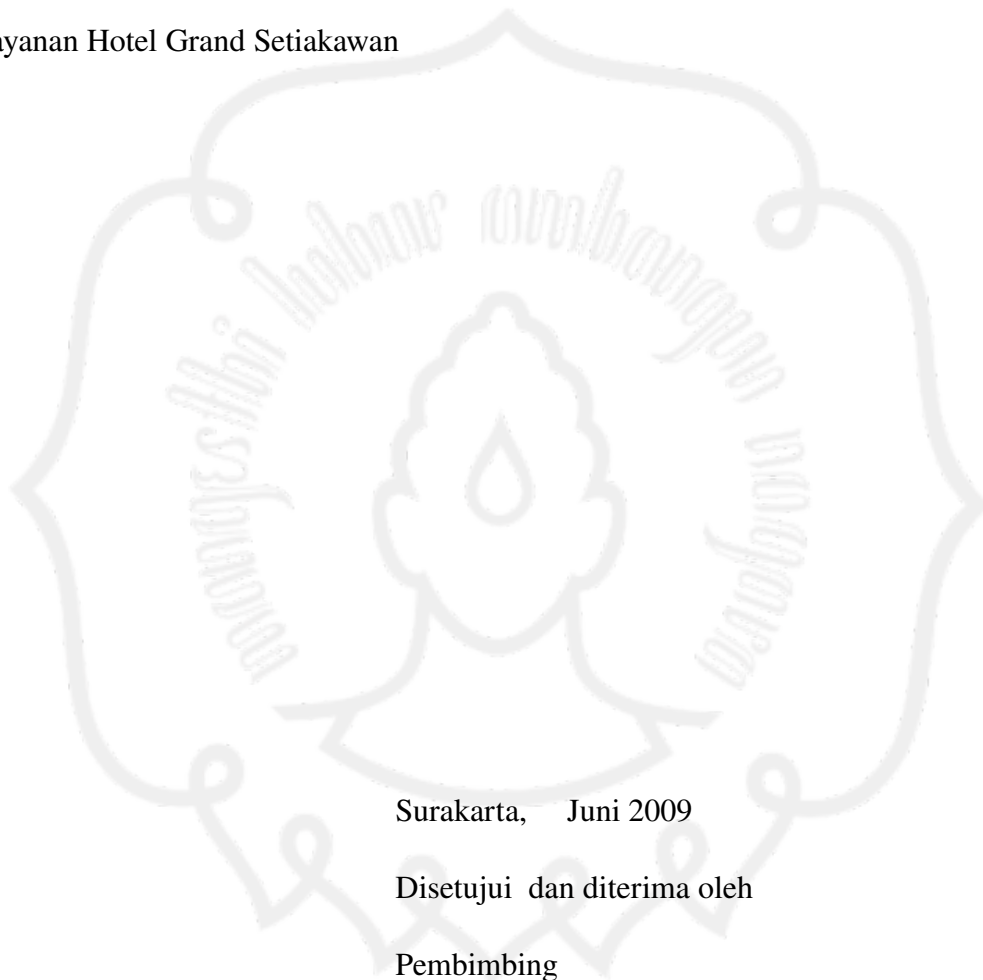 ayanan Hotel Grand Setiakawan
Surakarta, Juni 2009
Disetujui dan diterima oleh
Pembimbing